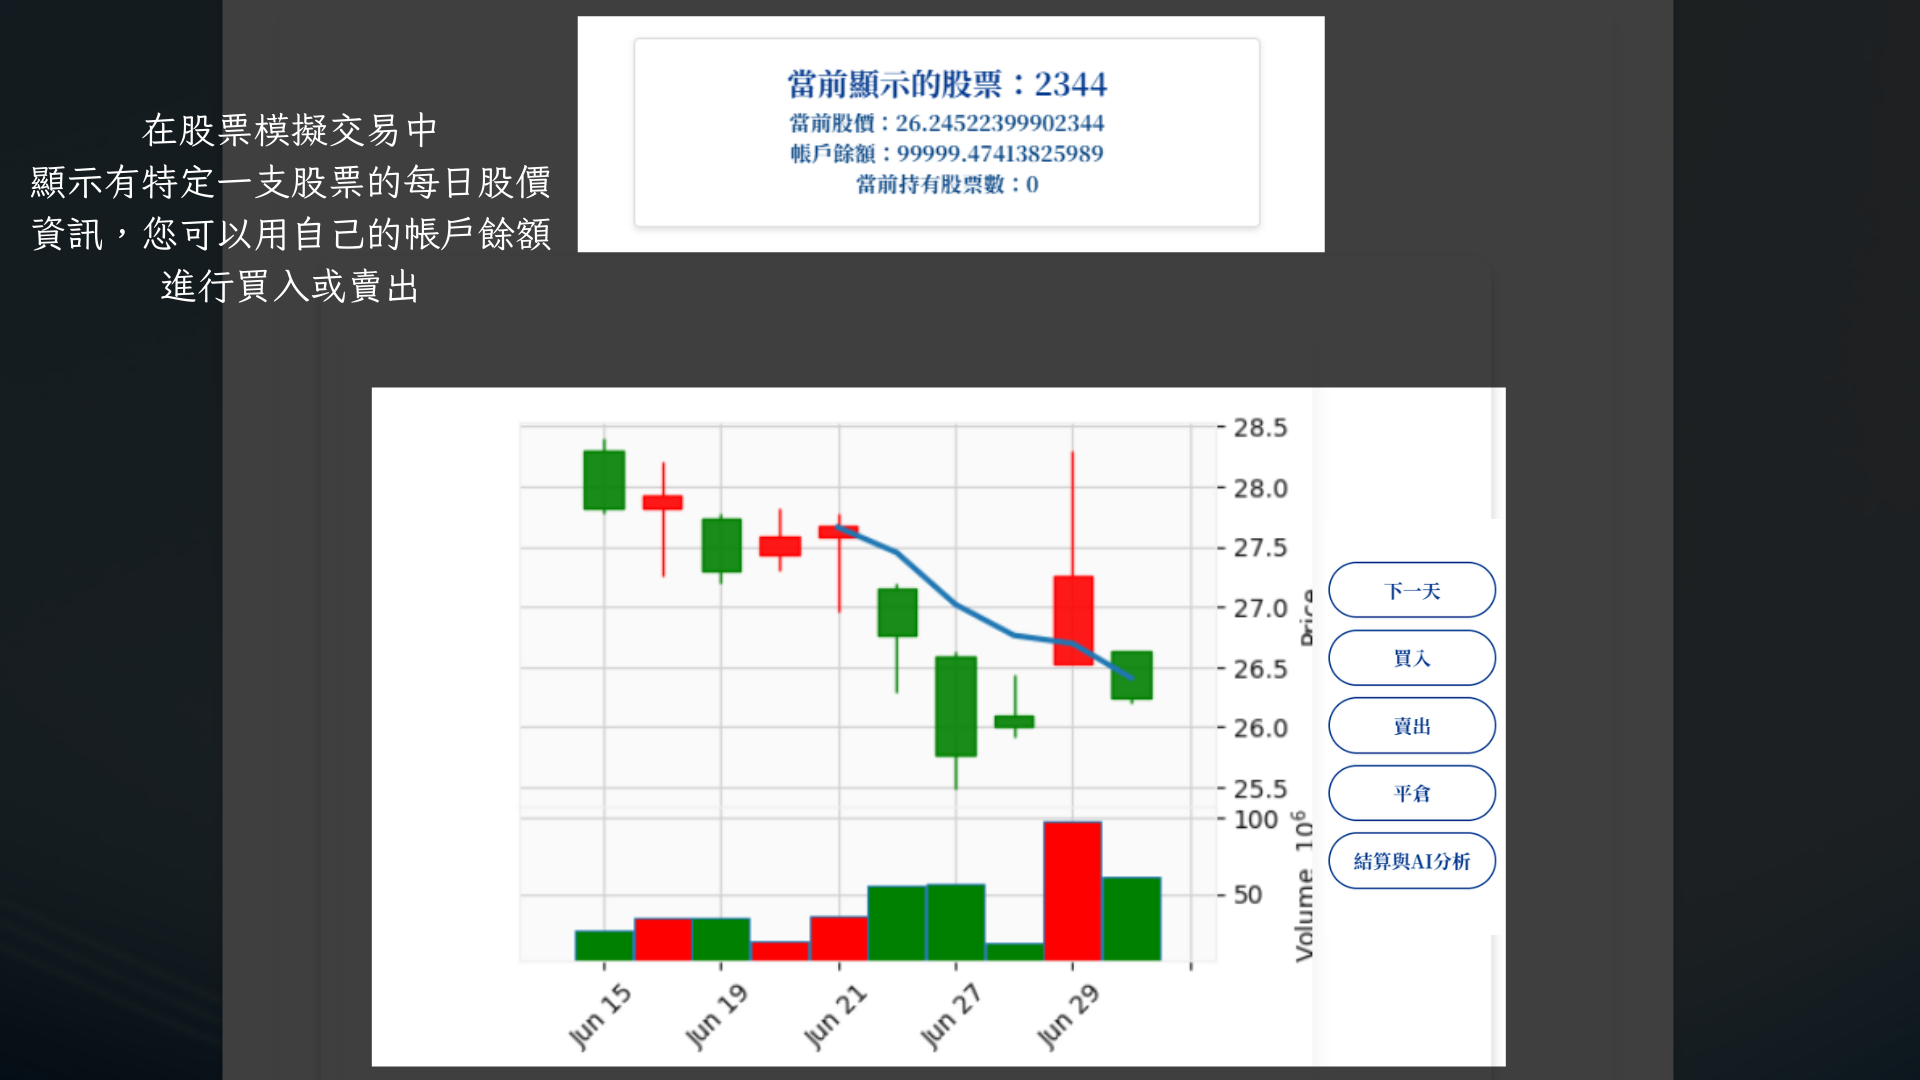 當前顯示的股票：2344
當前股價：26.24522399902344
帳戶餘額：99999.47413825989
當前持有股票數：0
在股票模擬交易中
顯示有特定一支股票的每日股價
資訊，您可以用自己的帳戶餘額
進行買入或賣出
28.5
28.0
27.5
27.0
26.5
26.0
25.5
Price
100
50
Volume 10⁶
Jun 15
Jun 19
Jun 21
Jun 27
Jun 29
下一天
買入
賣出
平倉
結算與AI分析